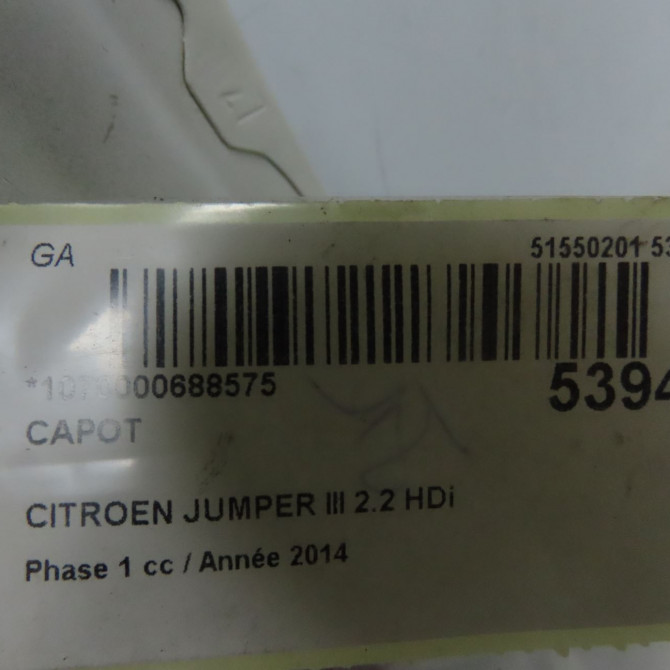 GA
51550201 53
*1070000688575
5394
CAPOT
CITROEN JUMPER III 2.2 HDi
Phase 1 cc / Année 2014